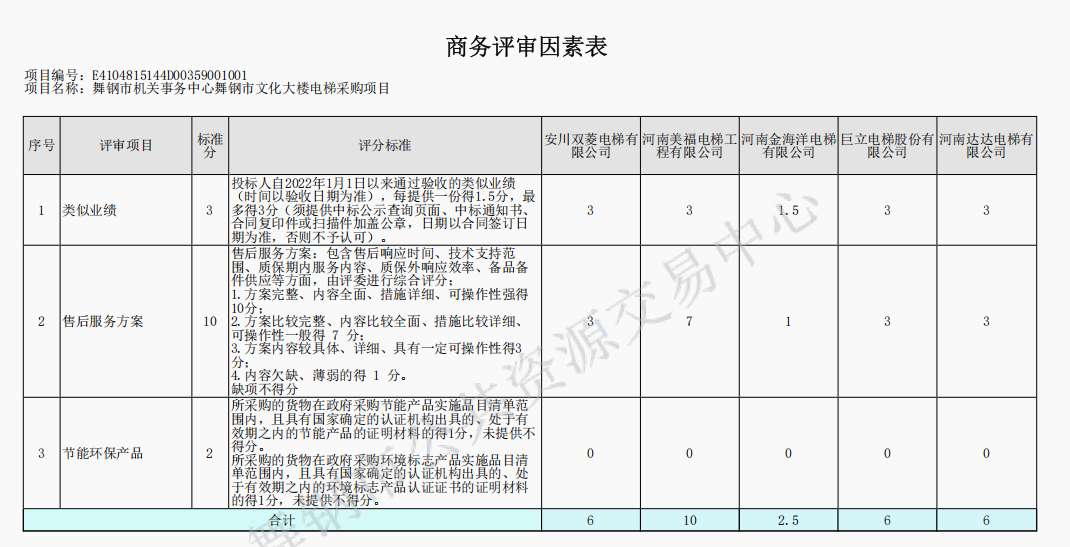 商务评审因素表
项目编号：E4104815144D00359001001
项目名称：舞钢市机关事务中心舞钢市文化大楼电梯采购项目
序号 评审项目 标准分 评分标准 安川双菱电梯有限公司 河南美福电梯工程有限公司 河南金海洋电梯有限公司 巨立电梯股份有限公司 河南达达电梯有限公司
1 类似业绩 3
投标人自2022年1月1日以来通过验收的类似业绩
（时间以验收日期为准），每提供一份得1.5分，最
多得3分（须提供中标公示查询页面、中标通知书、
合同复印件或扫描件加盖公章，日期以合同签订日
期为准，否则不予认可）。
3 3 1.5 3 3
2 售后服务方案 10
售后服务方案：包含售后响应时间、技术支持范
围、质保期内服务内容、质保外响应效率、备品备
件供应等方面，由评委进行综合评分；
1.方案完整、内容全面、措施详细、可操作性强得
10分；
2.方案比较完整、内容比较全面、措施比较详细、
可操作性一般得 7 分；
3.方案内容较具体、详细、具有一定可操作性得3
分；
4.内容欠缺、薄弱的得 1 分。
缺项不得分
3 7 1 3 3
3 节能环保产品 2
所采购的货物在政府采购节能产品实施品目清单范
围内，且具有国家确定的认证机构出具的、处于有
效期之内的节能产品的证明材料的得1分，未提供不
得分。
所采购的货物在政府采购环境标志产品实施品目清
单范围内，且具有国家确定的认证机构出具的、处
于有效期之内的环境标志产品认证证书的证明材料
的得1分，未提供不得分。
0 0 0 0 0
合计 6 10 2.5 6 6
舞钢市公共资源交易中心